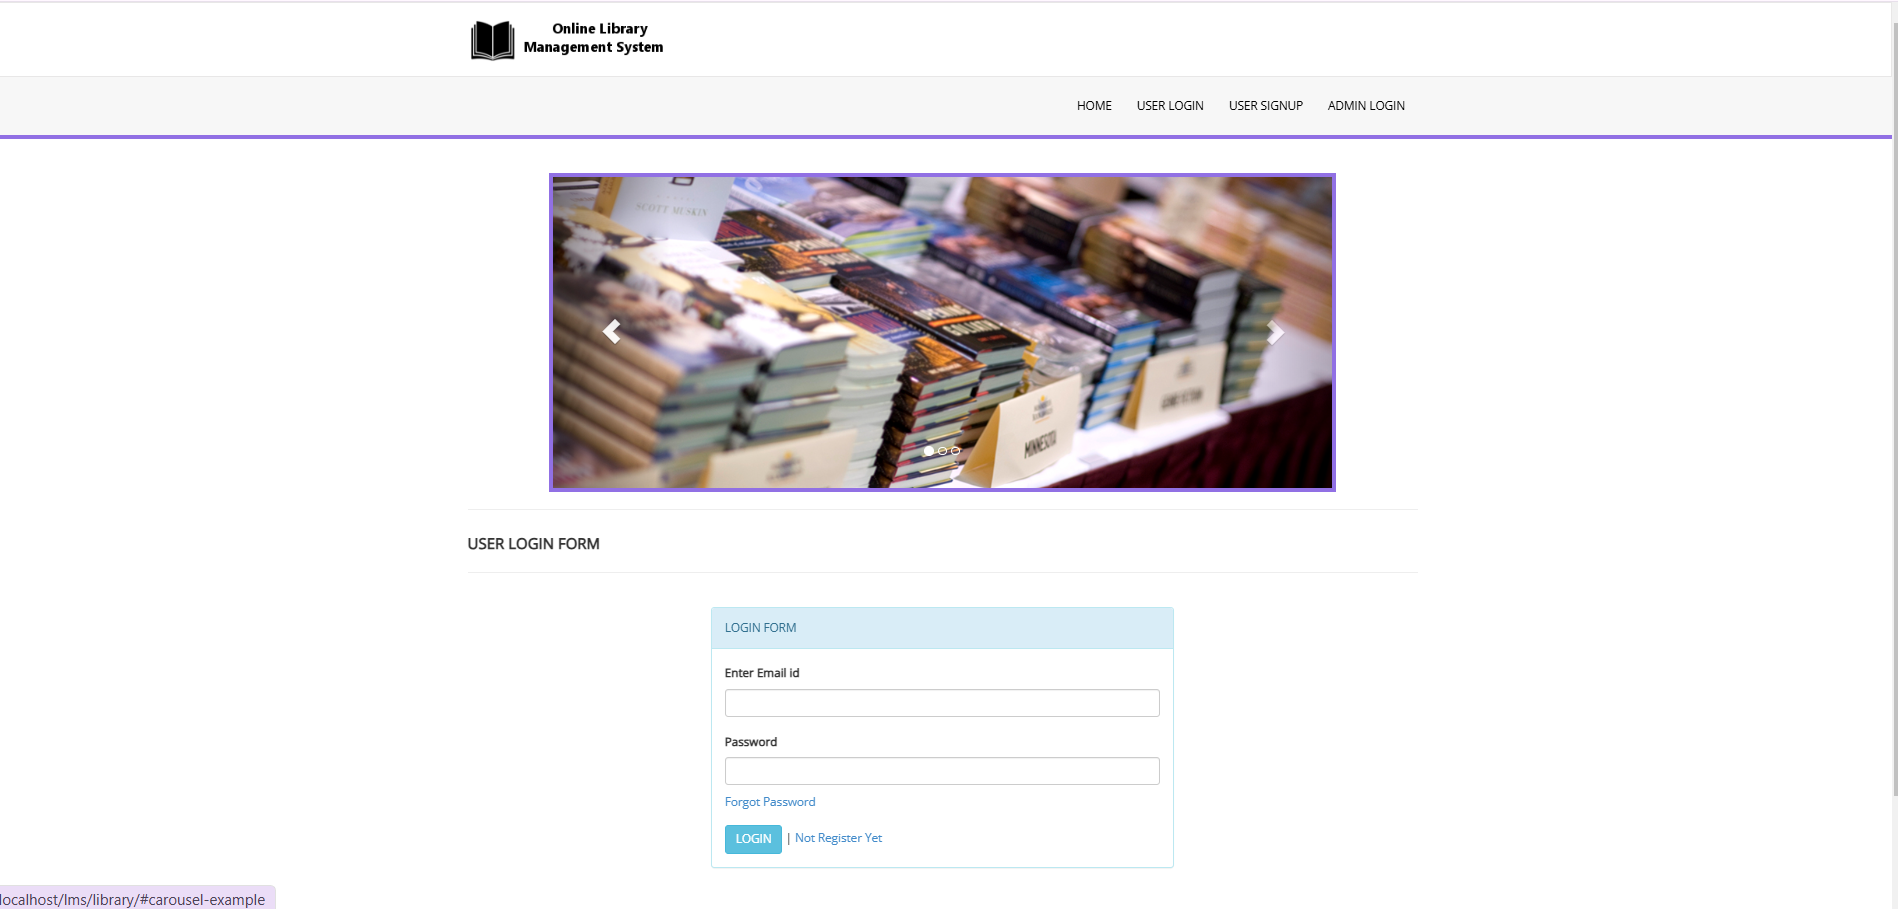 Online Library
Management System
HOME USER LOGIN USER SIGNUP ADMIN LOGIN
SCOTT MUSKIN
MINNESOTA
USER LOGIN FORM
LOGIN FORM
Enter Email id
Password
Forgot Password
LOGIN | Not Register Yet
localhost/lms/library/#carousel-example